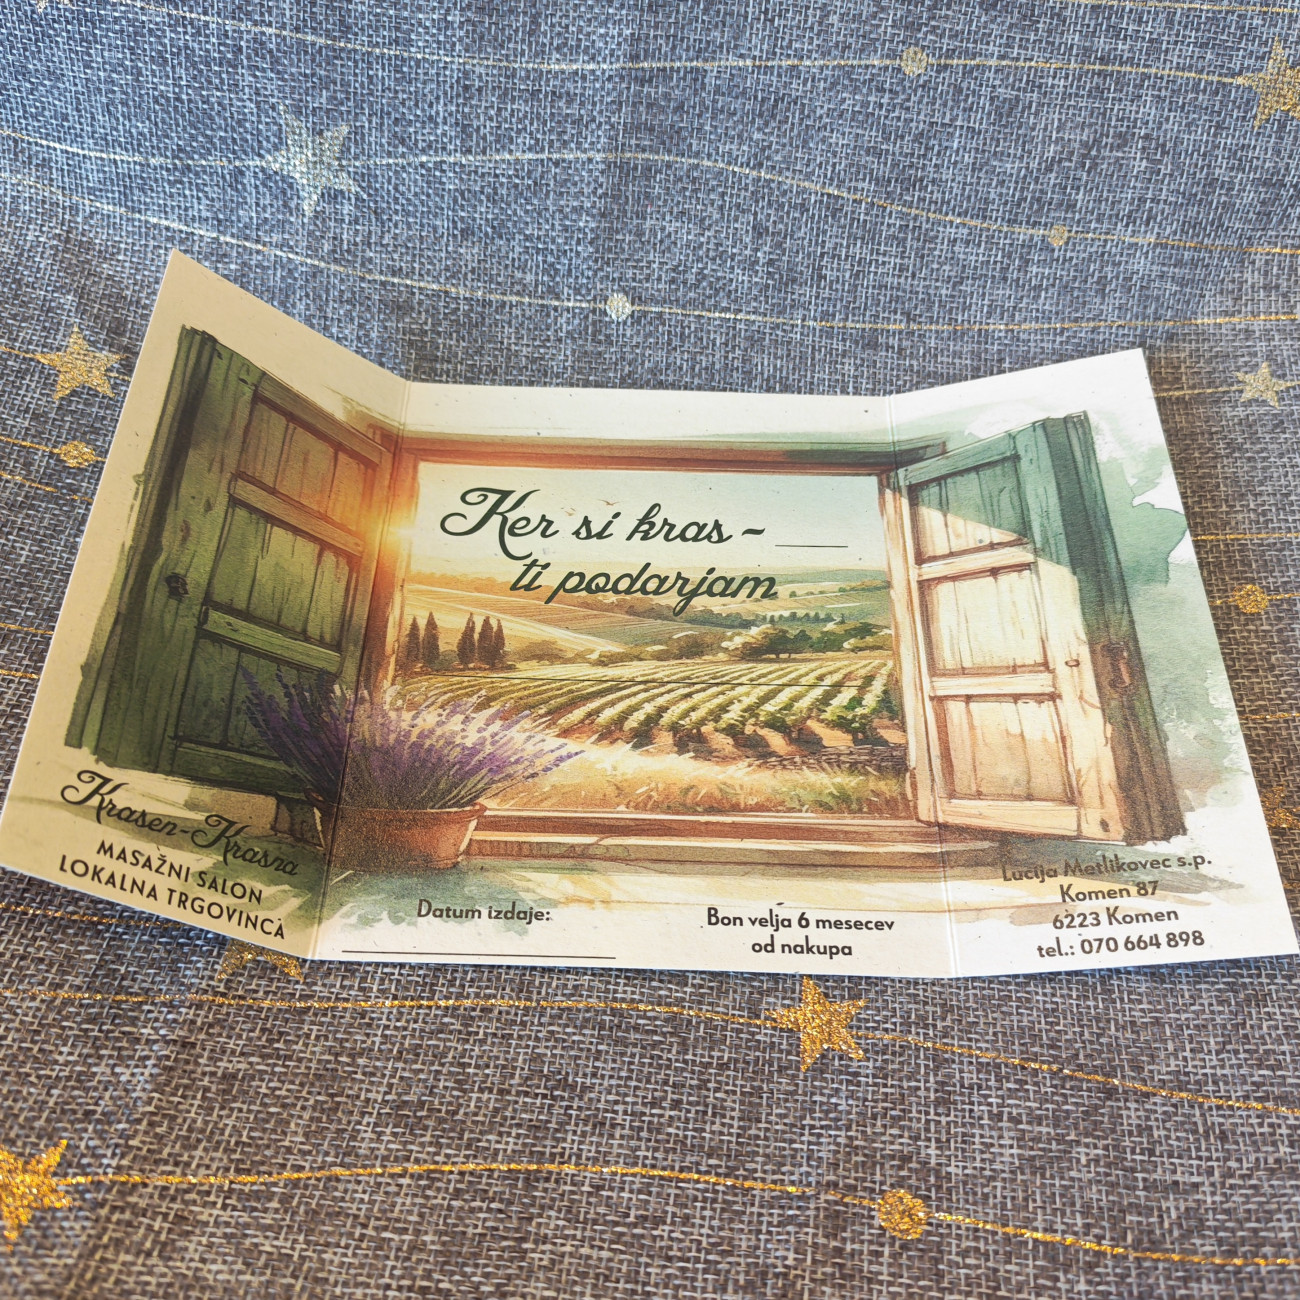 Ker si kras - ____
ti podarjam
Krasen-Krasna
MASAŽNI SALON
LOKALNA TRGOVINCA
Datum izdaje:
Bon velja 6 mesecev
od nakupa
Lucija Metlikovec s.p.
Komen 87
6223 Komen
tel.: 070 664 898